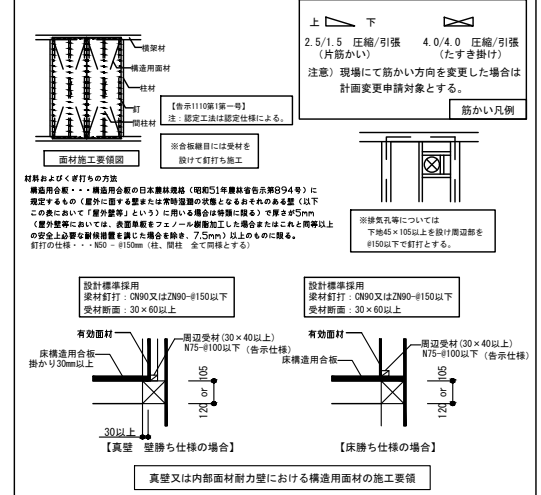 横架材
構造用面材
柱材
釘
間柱材
面材施工要領図
【告示1110第1第一号】
注：認定工法は認定仕様による。
※合板継目には受材を
設けて釘打ち施工
上 下
2.5/1.5 圧縮/引張
（片筋かい）
4.0/4.0 圧縮/引張
（たすき掛け）
注意）現場にて筋かい方向を変更した場合は
計画変更申請対象とする。
筋かい凡例
材料およびくぎ打ちの方法
構造用合板・・・構造用合板の日本農林規格（昭和51年農林省告示第894号）に
規定するもの（屋外に面する壁または常時湿潤の状態となるおそれのある壁（以下
この表において「屋外壁等」という）に用いる場合は特類に限る）で厚さが5mm
（屋外壁等においては、表面単板をフェノール樹脂加工した場合またはこれと同等以上
の安全上必要な耐候措置を講じた場合を除き、7.5mm）以上のものに限る。
釘打の仕様・・・N50 - @150mm（柱、間柱 全て同様とする）
※排気孔等については
下地45×105以上を設け周辺部を
@150以下で釘打とする。
設計標準採用
梁材釘打：CN90又はZN90-@150以下
受材断面：30×60以上
有効面材
周辺受材(30×40以上)
N75-@100以下（告示仕様）
床構造用合板
掛かり30mm以上
120 or 105
30以上
【真壁 壁勝ち仕様の場合】
設計標準採用
梁材釘打：CN90又はZN90-@150以下
受材断面：30×60以上
有効面材
周辺受材(30×40以上)
N75-@100以下（告示仕様）
床構造用合板
120 or 105
【床勝ち仕様の場合】
真壁又は内部面材耐力壁における構造用面材の施工要領